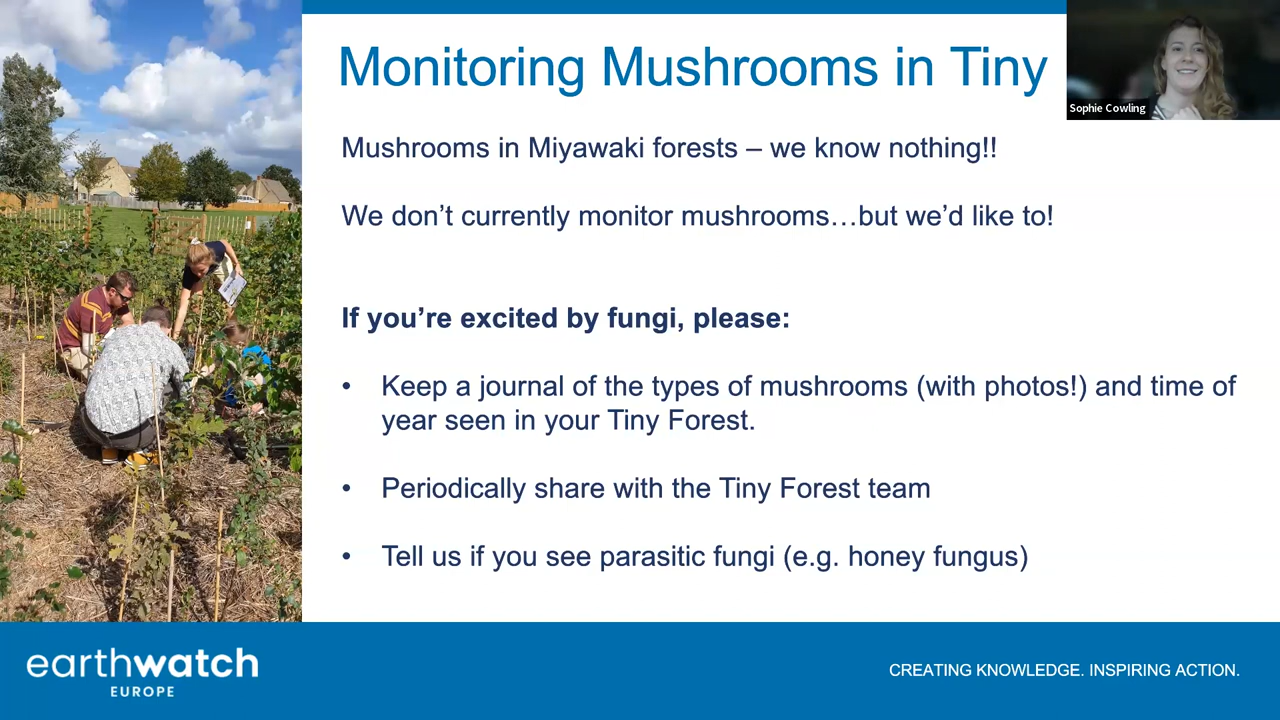 Monitoring Mushrooms in Tiny
Sophie Cowling
Mushrooms in Miyawaki forests – we know nothing!!
We don’t currently monitor mushrooms…but we’d like to!
If you’re excited by fungi, please:
• Keep a journal of the types of mushrooms (with photos!) and time of
year seen in your Tiny Forest.
• Periodically share with the Tiny Forest team
• Tell us if you see parasitic fungi (e.g. honey fungus)
earthwatch
EUROPE
CREATING KNOWLEDGE. INSPIRING ACTION.